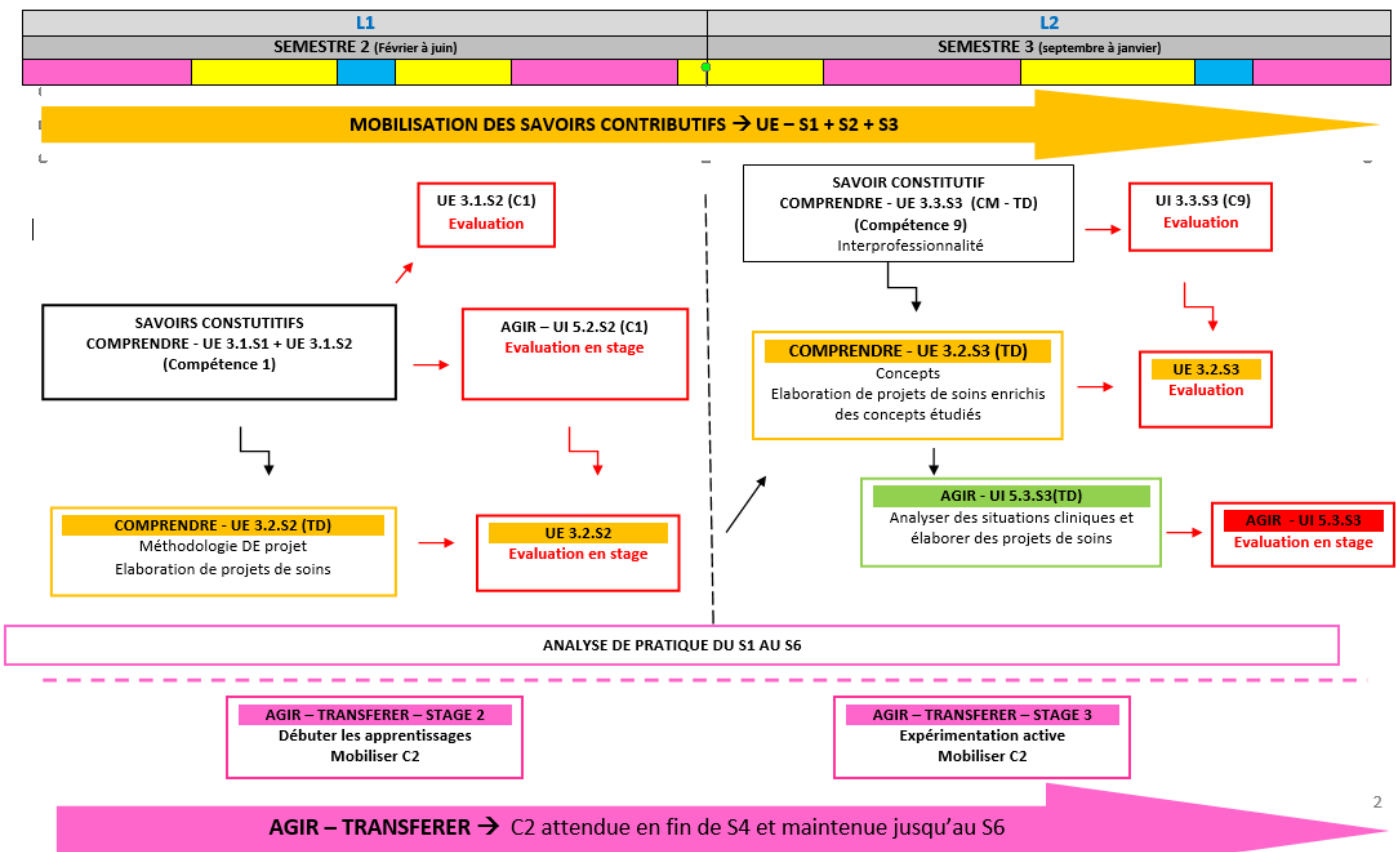 L1
L2
SEMESTRE 2 (Février à juin)
SEMESTRE 3 (septembre à janvier)
MOBILISATION DES SAVOIRS CONTRIBUTIFS → UE – S1 + S2 + S3
UE 3.1.S2 (C1)
Evaluation
SAVOIRS CONSTUTITIFS
COMPRENDRE - UE 3.1.S1 + UE 3.1.S2
(Compétence 1)
AGIR – UI 5.2.S2 (C1)
Evaluation en stage
COMPRENDRE - UE 3.2.S2 (TD)
Méthodologie DE projet
Elaboration de projets de soins
UE 3.2.S2
Evaluation en stage
SAVOIR CONSTITUTIF
COMPRENDRE - UE 3.3.S3 (CM - TD)
(Compétence 9)
Interprofessionnalité
UI 3.3.S3 (C9)
Evaluation
COMPRENDRE - UE 3.2.S3 (TD)
Concepts
Elaboration de projets de soins enrichis
des concepts étudiés
UE 3.2.S3
Evaluation
AGIR - UI 5.3.S3(TD)
Analyser des situations cliniques et
élaborer des projets de soins
AGIR - UI 5.3.S3
Evaluation en stage
ANALYSE DE PRATIQUE DU S1 AU S6
AGIR – TRANSFERER – STAGE 2
Débuter les apprentissages
Mobiliser C2
AGIR – TRANSFERER – STAGE 3
Expérimentation active
Mobiliser C2
AGIR – TRANSFERER → C2 attendue en fin de S4 et maintenue jusqu'au S6
2